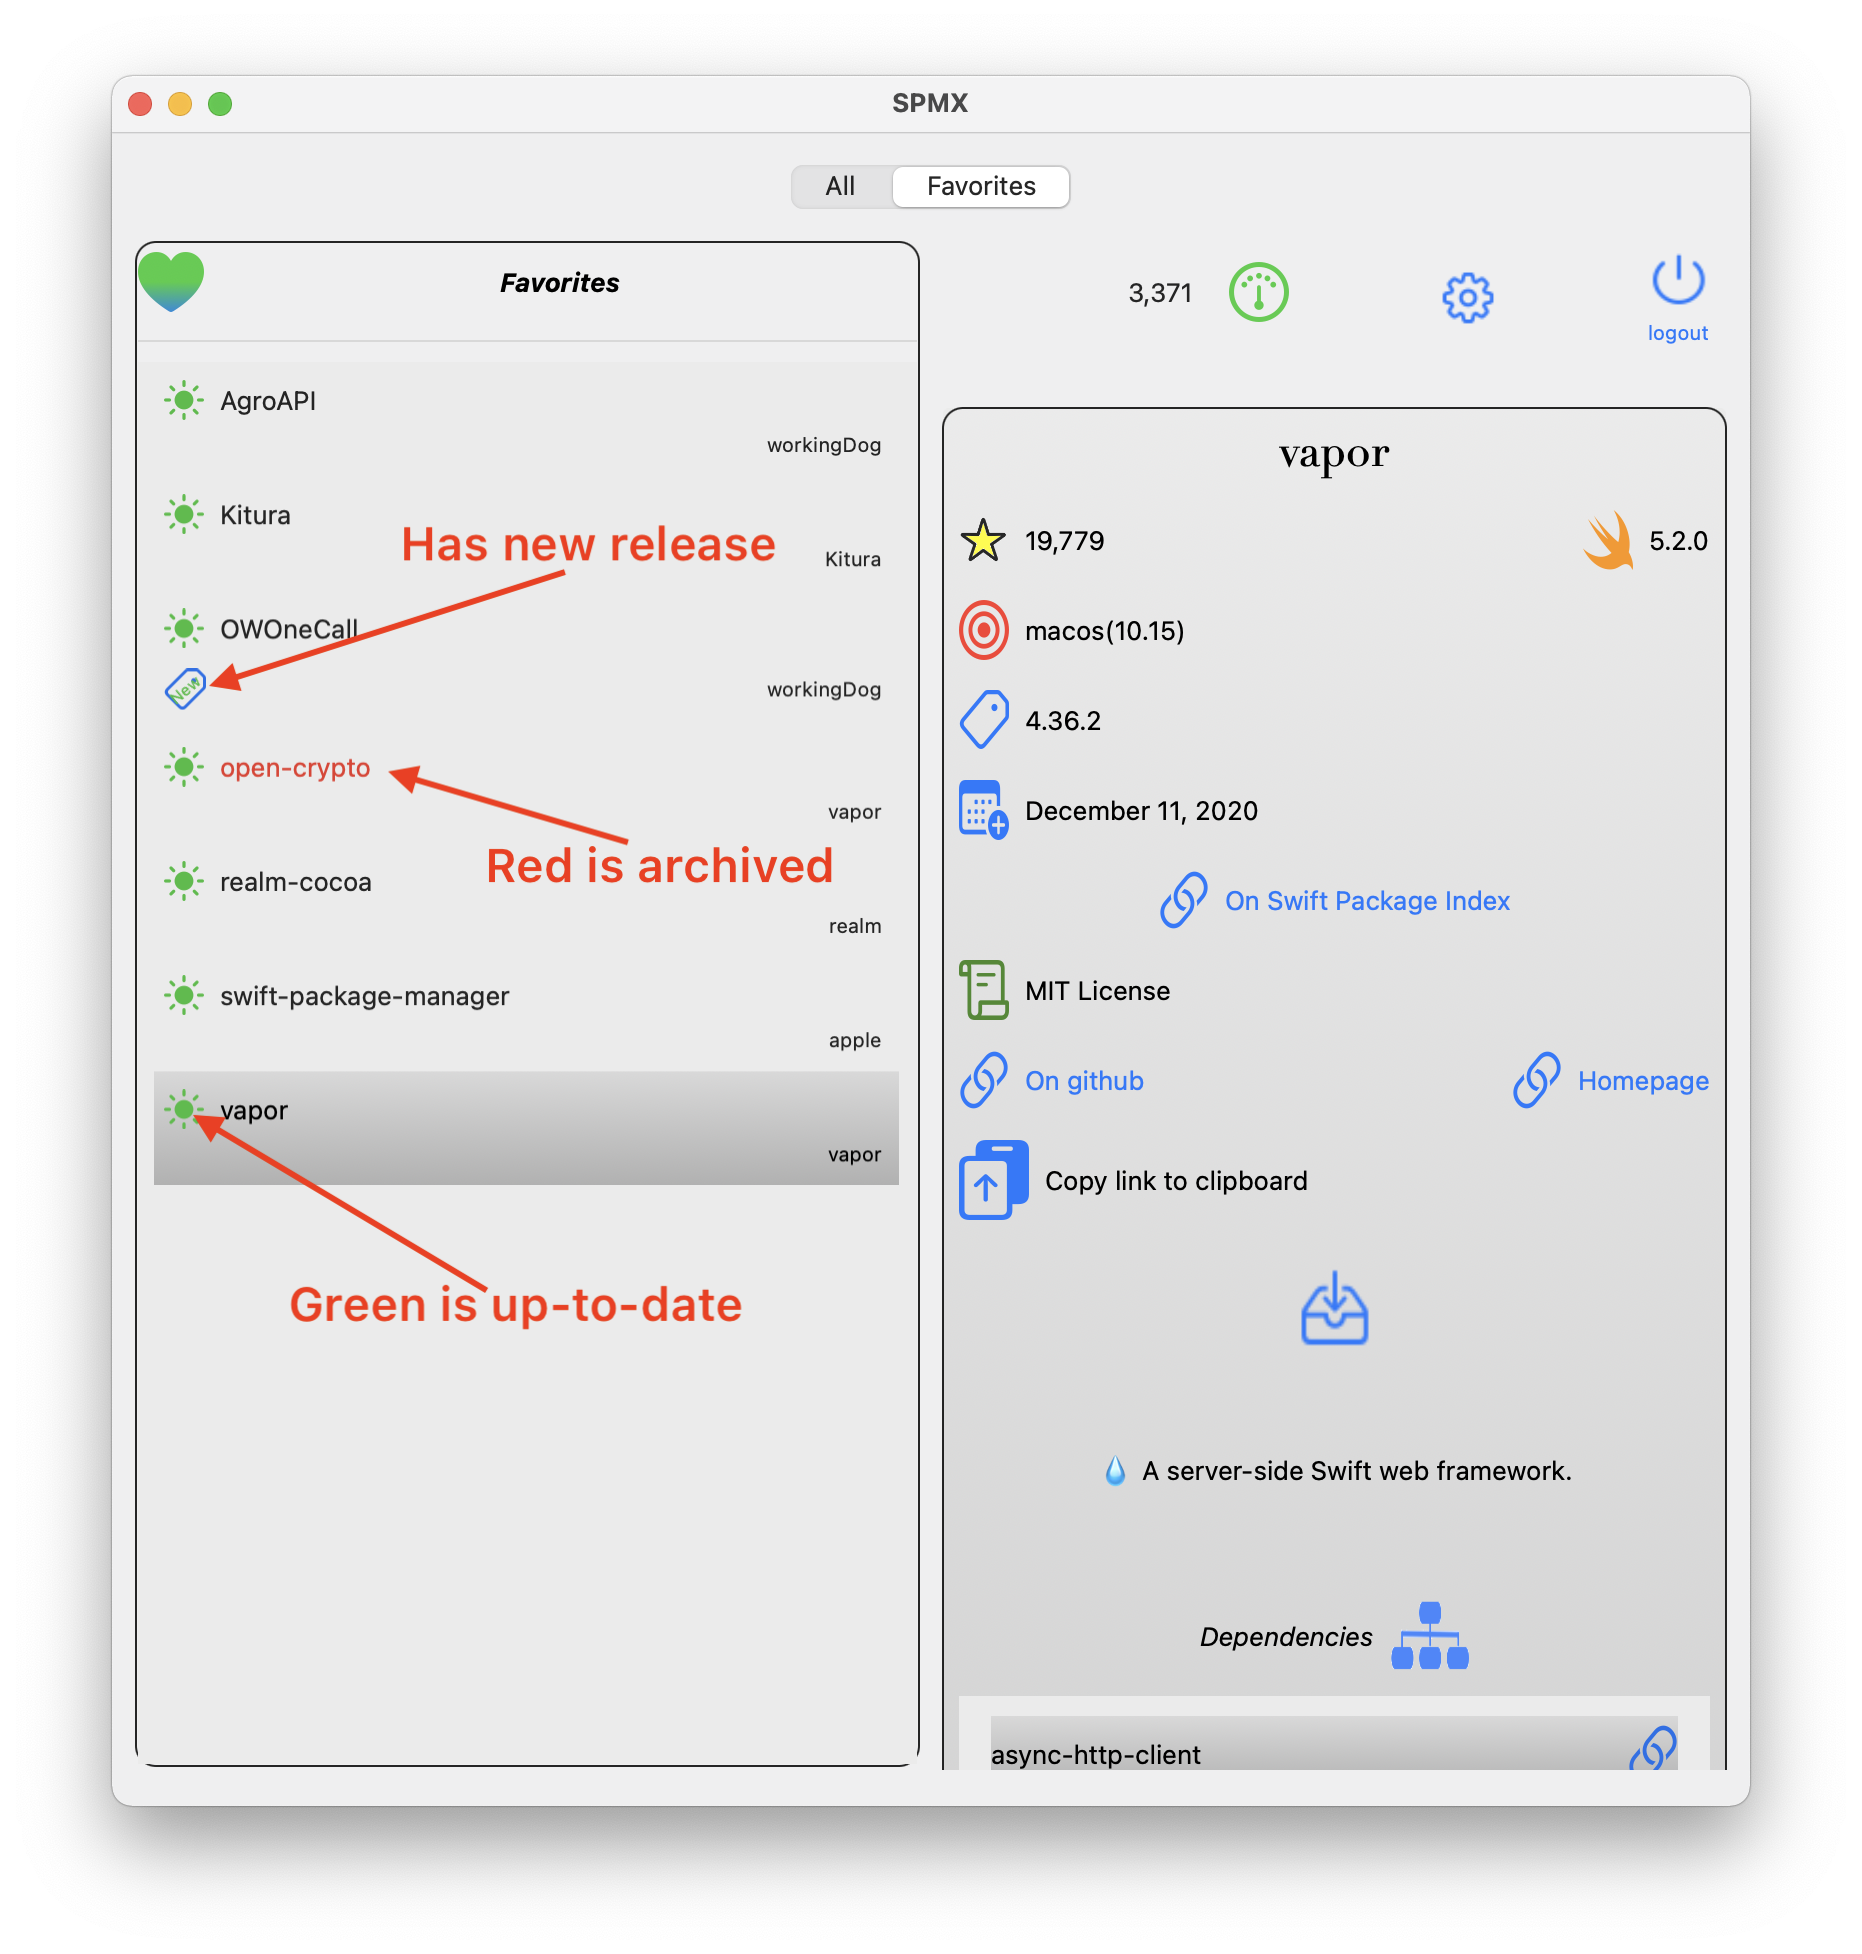 SPMX
All Favorites
Favorites
AgroAPI
workingDog
Kitura
Has new release
Kitura
OWOneCall
New
workingDog
open-crypto
vapor
Red is archived
realm-cocoa
realm
swift-package-manager
apple
vapor
vapor
Green is up-to-date
3,371
logout
vapor
19,779 5.2.0
macos(10.15)
4.36.2
December 11, 2020
On Swift Package Index
MIT License
On github Homepage
Copy link to clipboard
A server-side Swift web framework.
Dependencies
async-http-client